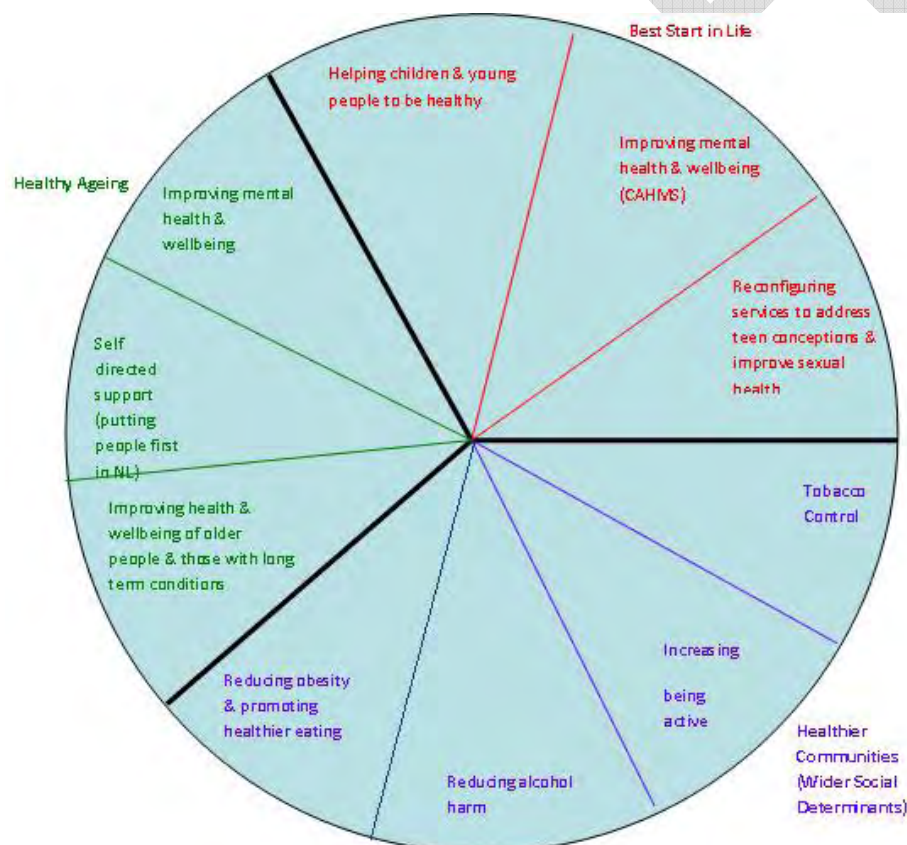 Best Start in Life
Helping children & young
people to be healthy
Improving mental
health & wellbeing
(CAHMS)
Reconfiguring
services to address
teen conceptions &
improve sexual
health
Healthy Ageing
Improving mental
health &
wellbeing
Self
directed
support
(putting
people first
in NL)
Improving health &
wellbeing of older
people & those with long
term conditions
Tobacco
Control
Increasing
being
active
Healthier
Communities
(Wider Social
Determinants)
Reducing alcohol
harm
Reducing obesity
& promoting
healthier eating